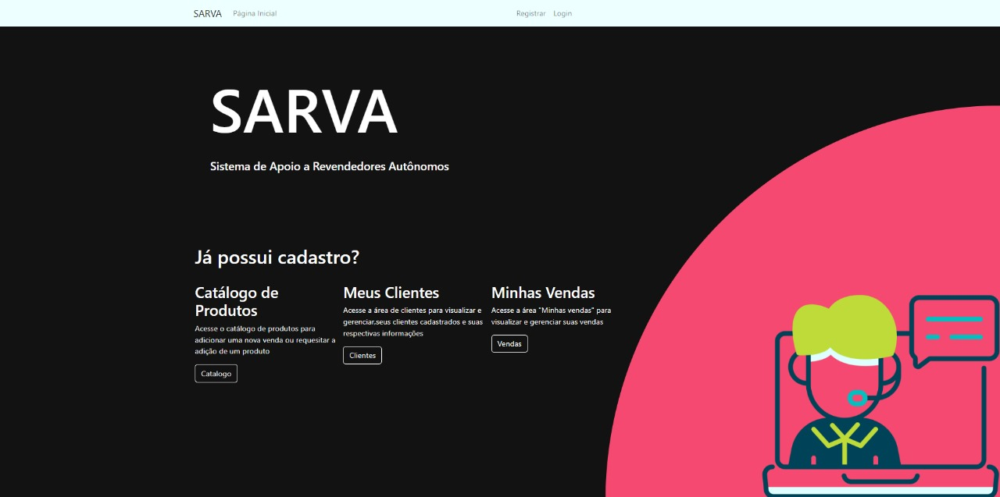 SARVA Página Inicial Registrar Login
SARVA
Sistema de Apoio a Revendedores Autônomos
Já possui cadastro?
Catálogo de
Produtos
Acesse o catálogo de produtos para
adicionar uma nova venda ou requesitar a
adição de um produto
Catalogo
Meus Clientes
Acesse a área de clientes para visualizar e
gerenciar.seus clientes cadastrados e suas
respectivas informações
Clientes
Minhas Vendas
Acesse a área "Minhas vendas" para
visualizar e gerenciar suas vendas
Vendas